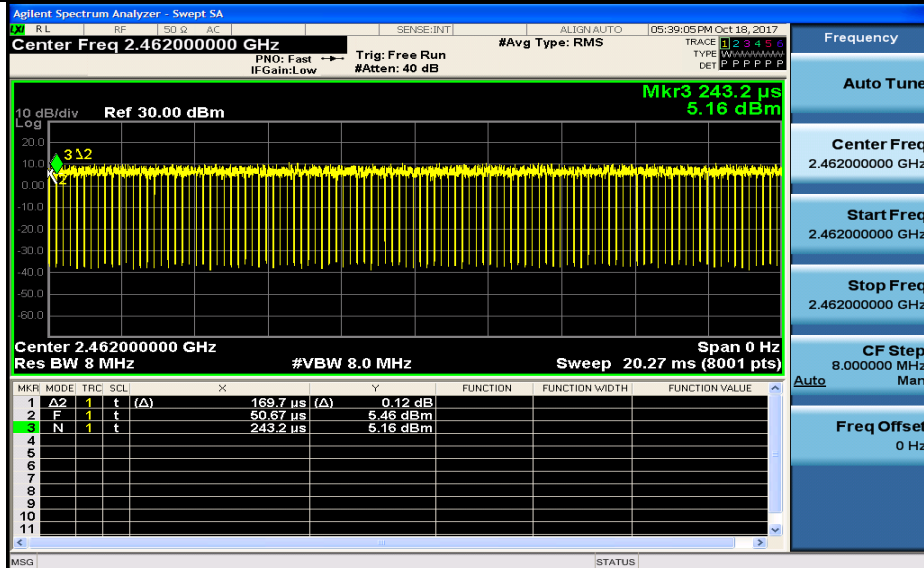 Agilent Spectrum Analyzer - Swept SA
LXI RL RF 50 Ω AC SENSE:INT ALIGN AUTO 05:39:05 PM Oct 18, 2017
Center Freq 2.462000000 GHz
PNO: Fast
IFGain:Low
Trig: Free Run
#Atten: 40 dB
#Avg Type: RMS
TRACE 1 2 3 4 5 6
TYPE WWWWWW
DET P P P P P P
Mkr3 243.2 µs
5.16 dBm
10 dB/div Ref 30.00 dBm
Log
20.0
10.0
0.00
-10.0
-20.0
-30.0
-40.0
-50.0
-60.0
3Δ2
2
Center 2.462000000 GHz Span 0 Hz
Res BW 8 MHz #VBW 8.0 MHz Sweep 20.27 ms (8001 pts)
MKR MODE TRC SCL X Y FUNCTION FUNCTION WIDTH FUNCTION VALUE
1 Δ2 1 t (Δ) 169.7 µs (Δ) 0.12 dB
2 F 1 t 50.67 µs 5.46 dBm
3 N 1 t 243.2 µs 5.16 dBm
4
5
6
7
8
9
10
11
MSG STATUS
Frequency
Auto Tune
Center Freq
2.462000000 GHz
Start Freq
2.462000000 GHz
Stop Freq
2.462000000 GHz
CF Step
8.000000 MHz
Auto Man
Freq Offset
0 Hz